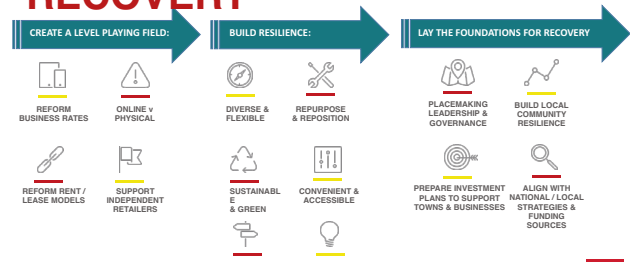 RECOVERY
CREATE A LEVEL PLAYING FIELD:
BUILD RESILIENCE:
LAY THE FOUNDATIONS FOR RECOVERY
REFORM
BUSINESS RATES
ONLINE v
PHYSICAL
DIVERSE &
FLEXIBLE
REPURPOSE
& REPOSITION
PLACEMAKING
LEADERSHIP &
GOVERNANCE
BUILD LOCAL
COMMUNITY
RESILIENCE
REFORM RENT /
LEASE MODELS
SUPPORT
INDEPENDENT
RETAILERS
SUSTAINABL
E
& GREEN
CONVENIENT &
ACCESSIBLE
PREPARE INVESTMENT
PLANS TO SUPPORT
TOWNS & BUSINESSES
ALIGN WITH
NATIONAL / LOCAL
STRATEGIES &
FUNDING
SOURCES